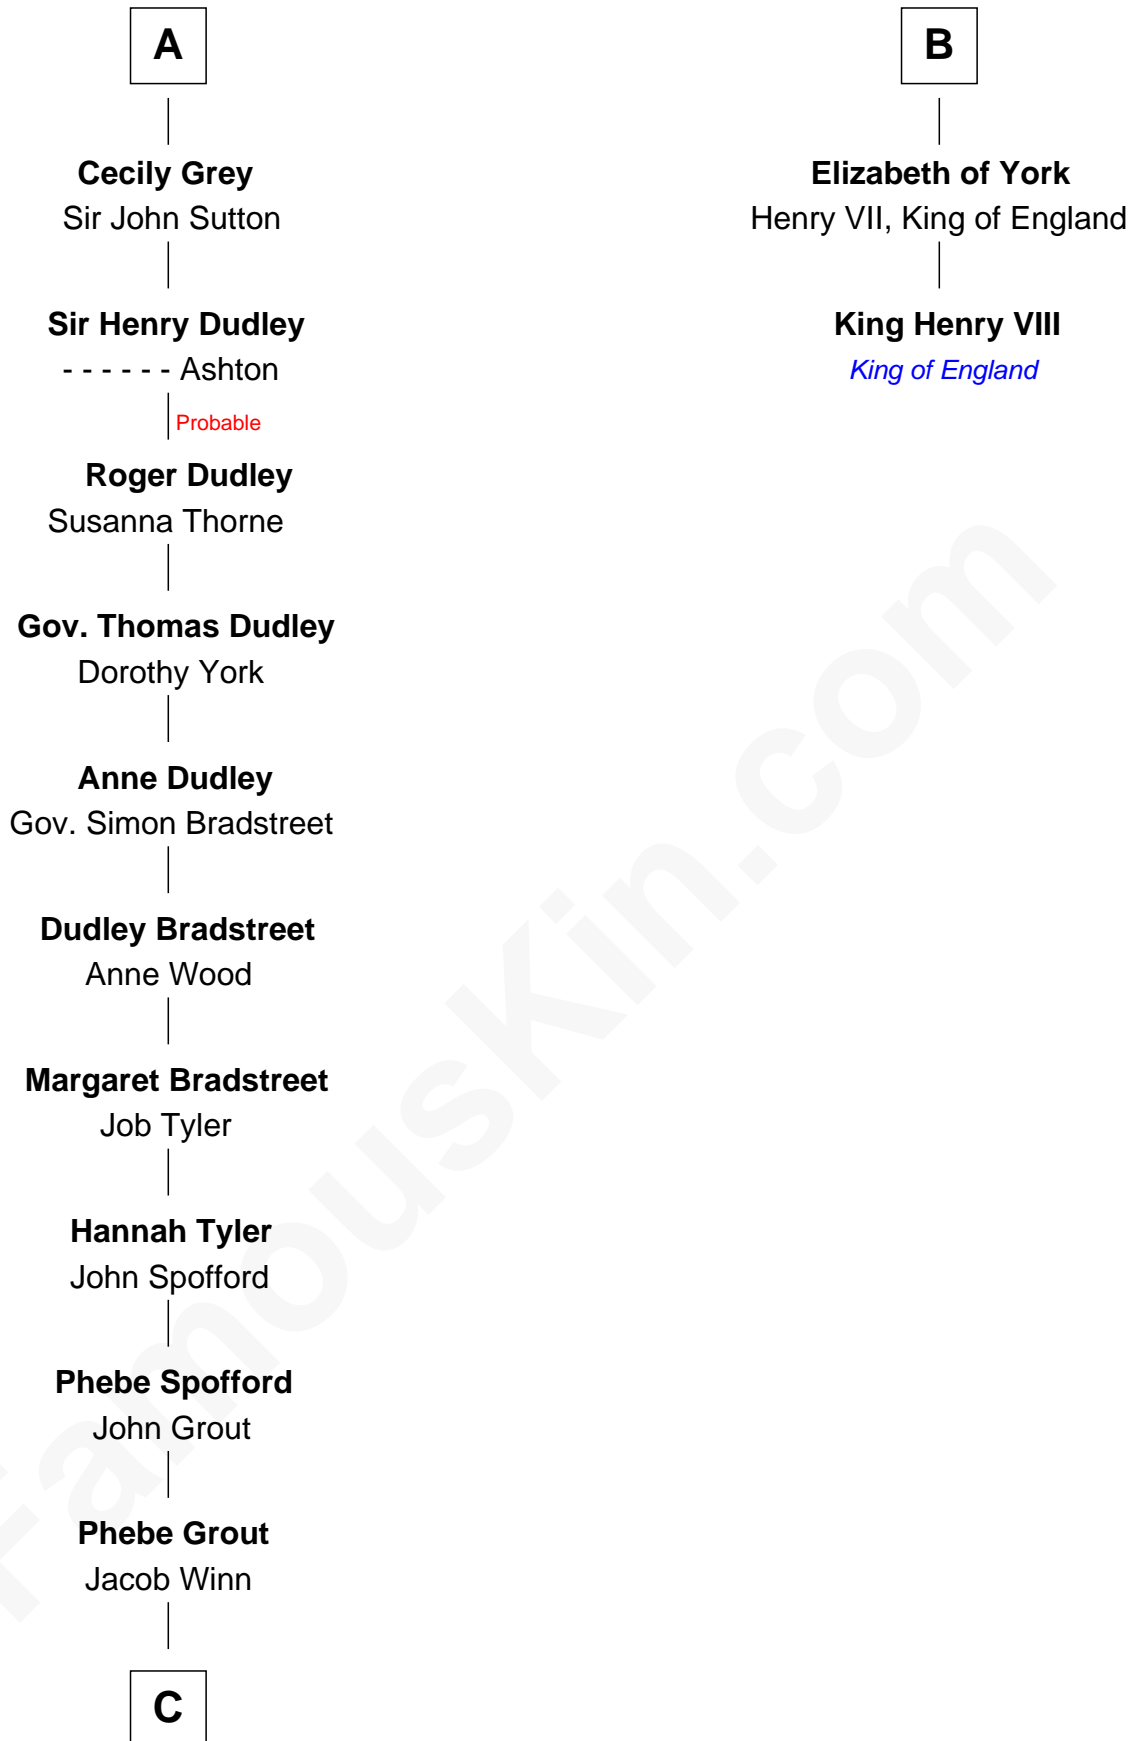 A
Cecily Grey
Sir John Sutton
Sir Henry Dudley
- - - - - - Ashton
Probable
Roger Dudley
Susanna Thorne
Gov. Thomas Dudley
Dorothy York
Anne Dudley
Gov. Simon Bradstreet
Dudley Bradstreet
Anne Wood
Margaret Bradstreet
Job Tyler
Hannah Tyler
John Spofford
Phebe Spofford
John Grout
Phebe Grout
Jacob Winn
C
B
Elizabeth of York
Henry VII, King of England
King Henry VIII
King of England
FamousKin.com